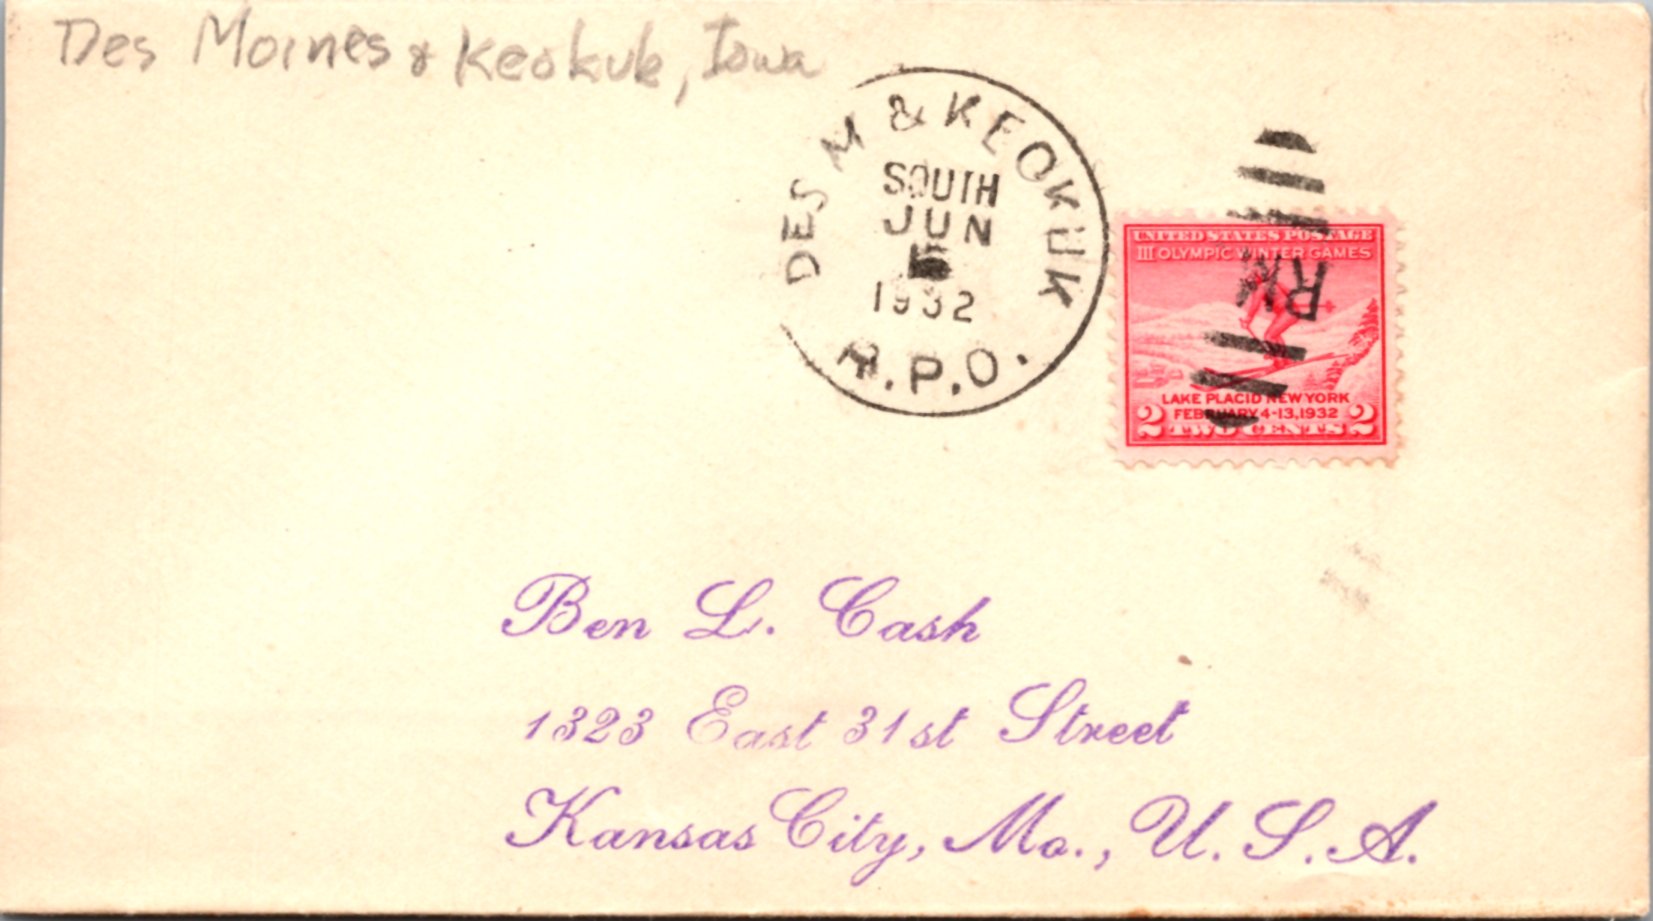 Des Moines & Keokuk, Iowa
DES M & KEOKUK
SOUTH
JUN
5
1932
R.P.O.
UNITED STATES POSTAGE
III OLYMPIC WINTER GAMES
RM
LAKE PLACID NEW YORK
FEBRUARY 4-13, 1932
2 TWO CENTS 2
Ben L. Cash
1323 East 31st Street
Kansas City, Mo., U.S.A.